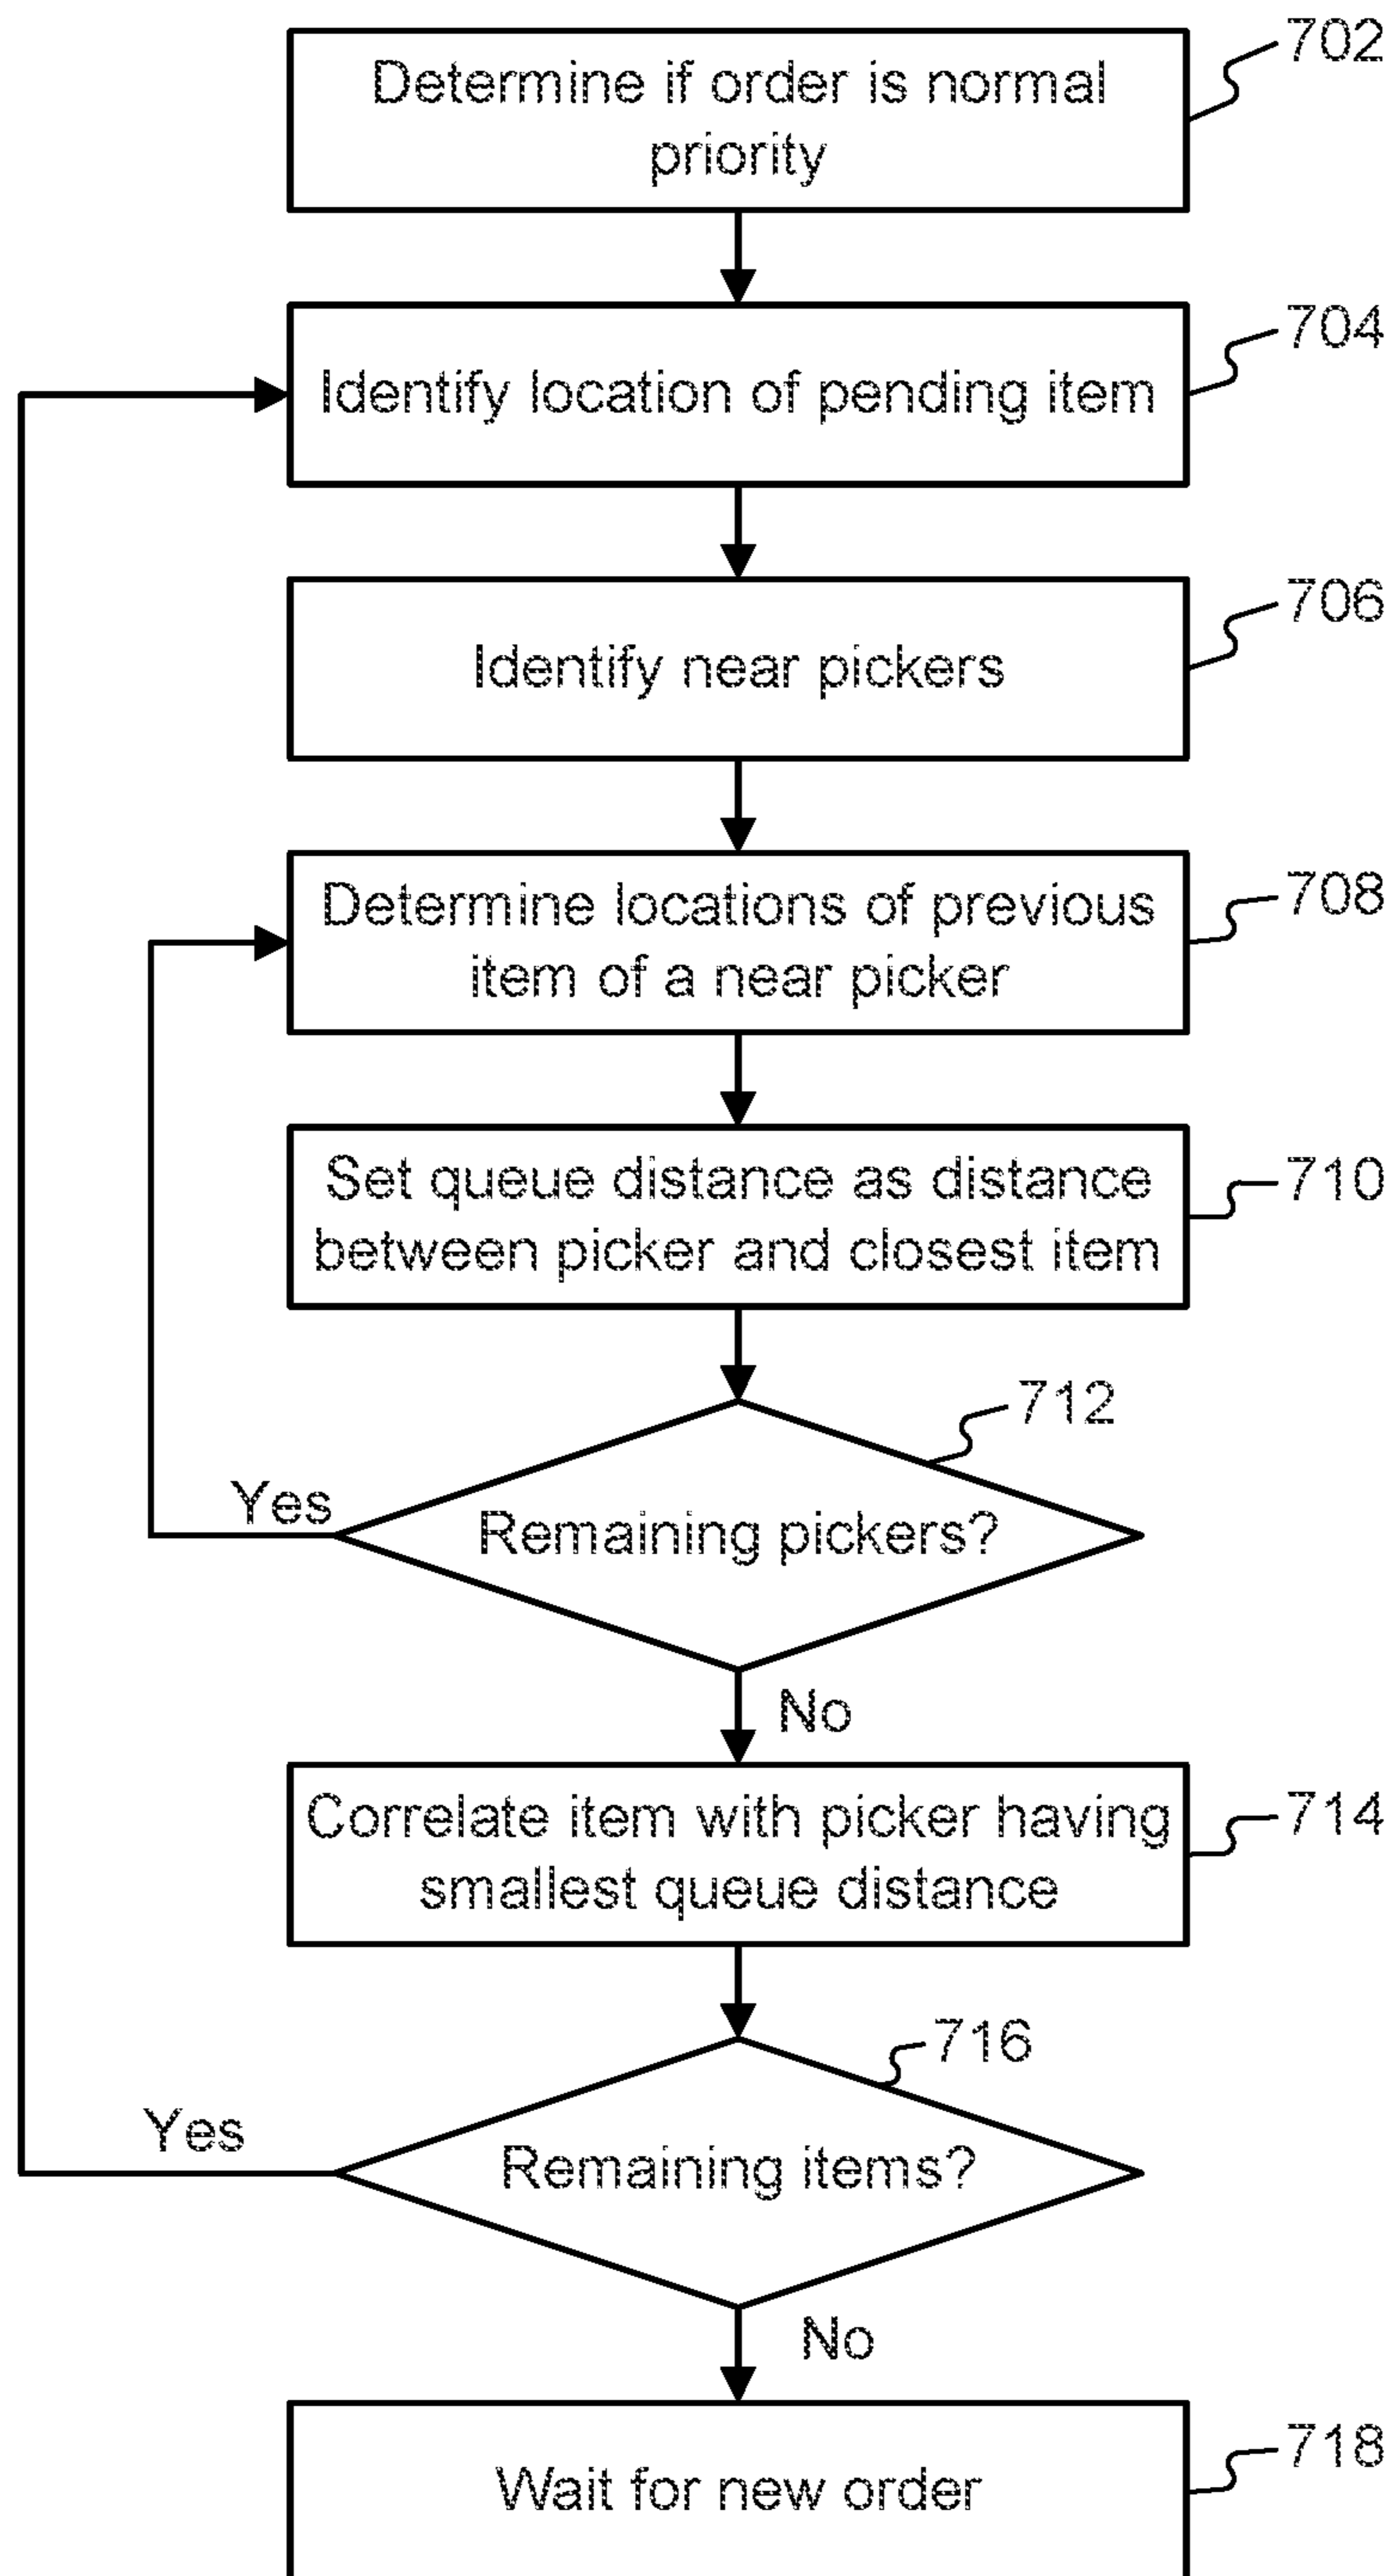 702
Determine if order is normal
priority
704
Identify location of pending item
706
Identify near pickers
708
Determine locations of previous
item of a near picker
710
Set queue distance as distance
between picker and closest item
712
Yes
Remaining pickers?
No
714
Correlate item with picker having
smallest queue distance
716
Yes
Remaining items?
No
718
Wait for new order